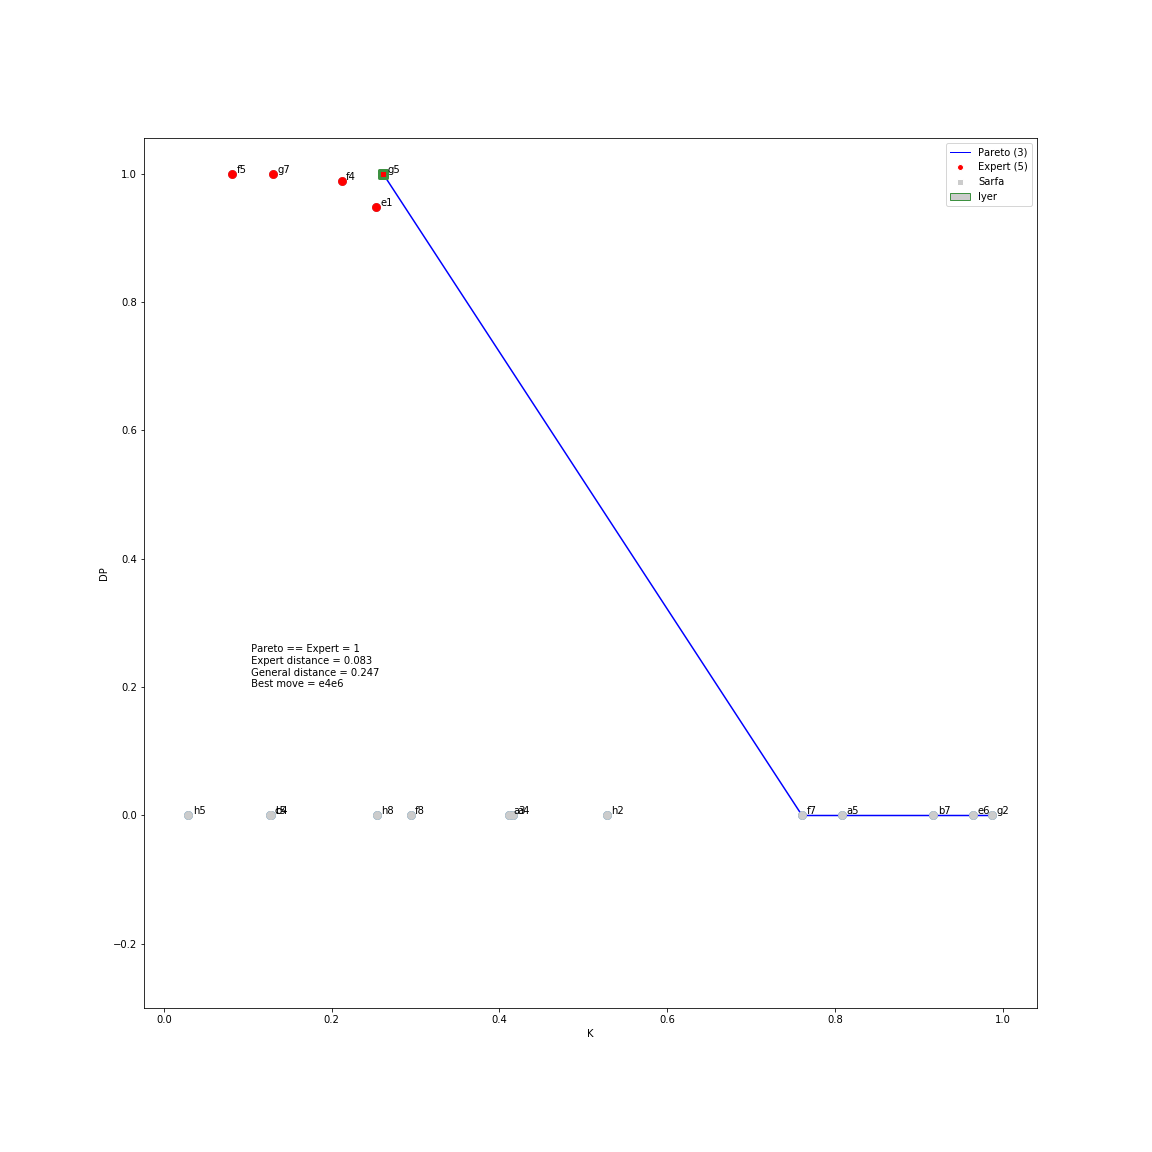 Pareto (3)
Expert (5)
Sarfa
Iyer
1.0
0.8
0.6
0.4
0.2
0.0
−0.2
DP
f5
g7
f4
g5
e1
Pareto == Expert = 1
Expert distance = 0.083
General distance = 0.247
Best move = e4e6
h5
h8
f8
h2
f7
a5
b7
e6
g2
0.0
0.2
0.4
0.6
0.8
1.0
K